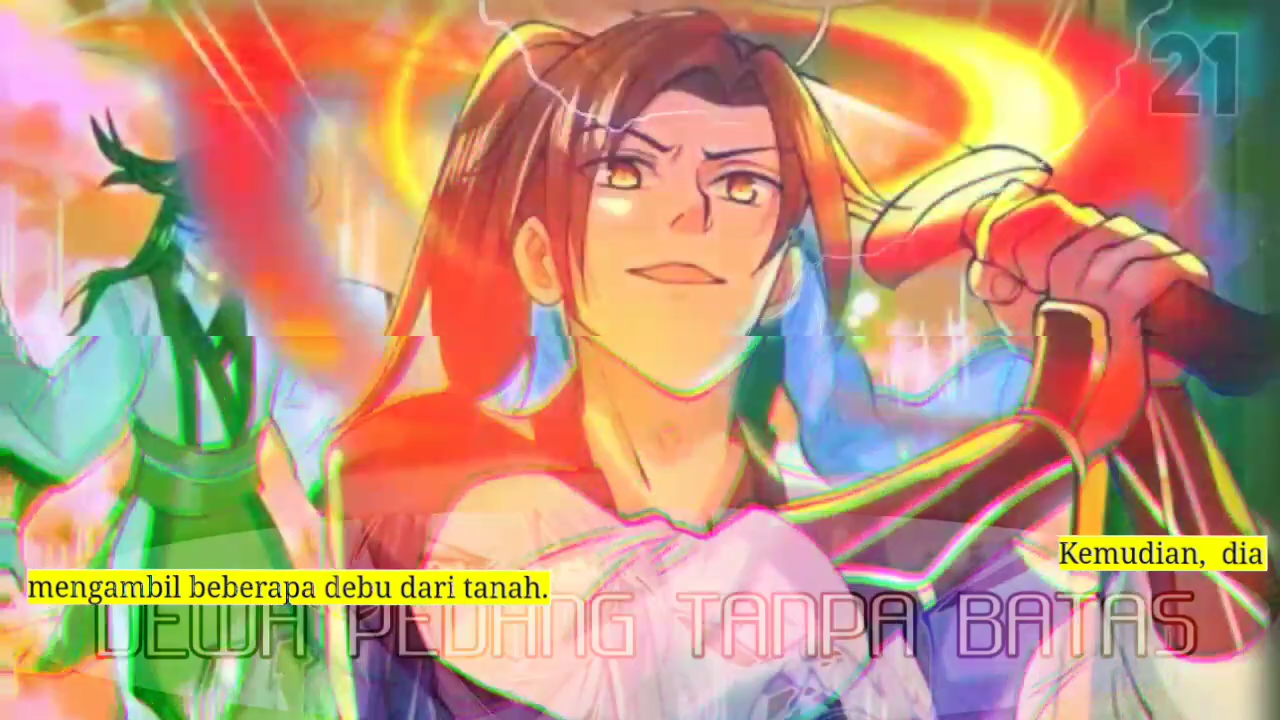 21
Kemudian, dia
mengambil beberapa debu dari tanah.
DEWA PEDANG TANPA BATAS